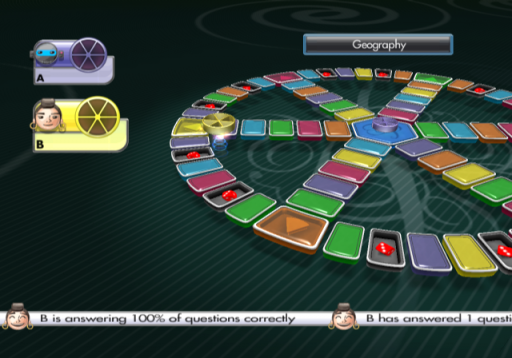 Geography
A
B
B is answering 100% of questions correctly
B has answered 1 questi